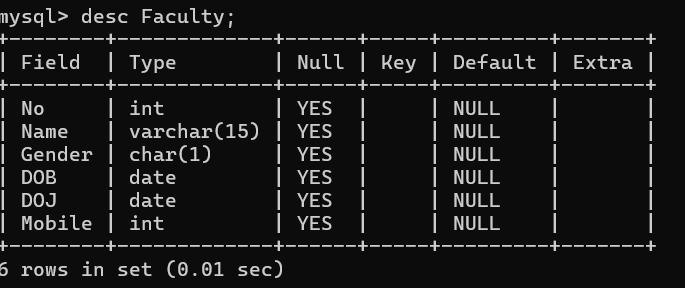 mysql> desc Faculty;
+--------+-------------+------+-----+---------+-------+
| Field  | Type        | Null | Key | Default | Extra |
+--------+-------------+------+-----+---------+-------+
| No     | int         | YES  |     | NULL    |       |
| Name   | varchar(15) | YES  |     | NULL    |       |
| Gender | char(1)     | YES  |     | NULL    |       |
| DOB    | date        | YES  |     | NULL    |       |
| DOJ    | date        | YES  |     | NULL    |       |
| Mobile | int         | YES  |     | NULL    |       |
+--------+-------------+------+-----+---------+-------+
6 rows in set (0.01 sec)